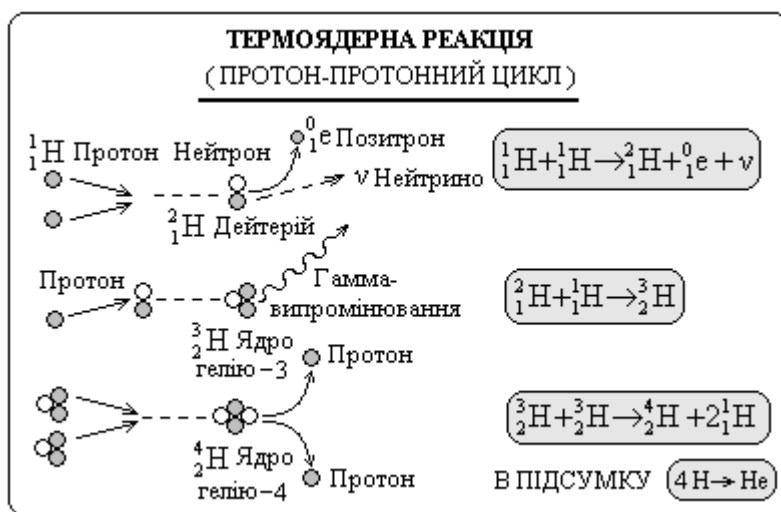 ТЕРМОЯДЕРНА РЕАКЦІЯ
( ПРОТОН-ПРОТОННИЙ ЦИКЛ )
¹₁H Протон Нейтрон ⁰₁e Позитрон
ν Нейтрино
²₁H Дейтерій
¹₁H+¹₁H→²₁H+⁰₁e + ν
Протон
Гамма-
випромінювання
³₂H Ядро
гелію-3
²₁H+¹₁H→³₂H
Протон
⁴₂H Ядро
гелію-4
Протон
³₂H+³₂H→⁴₂H+2¹₁H
В ПІДСУМКУ 4H→He